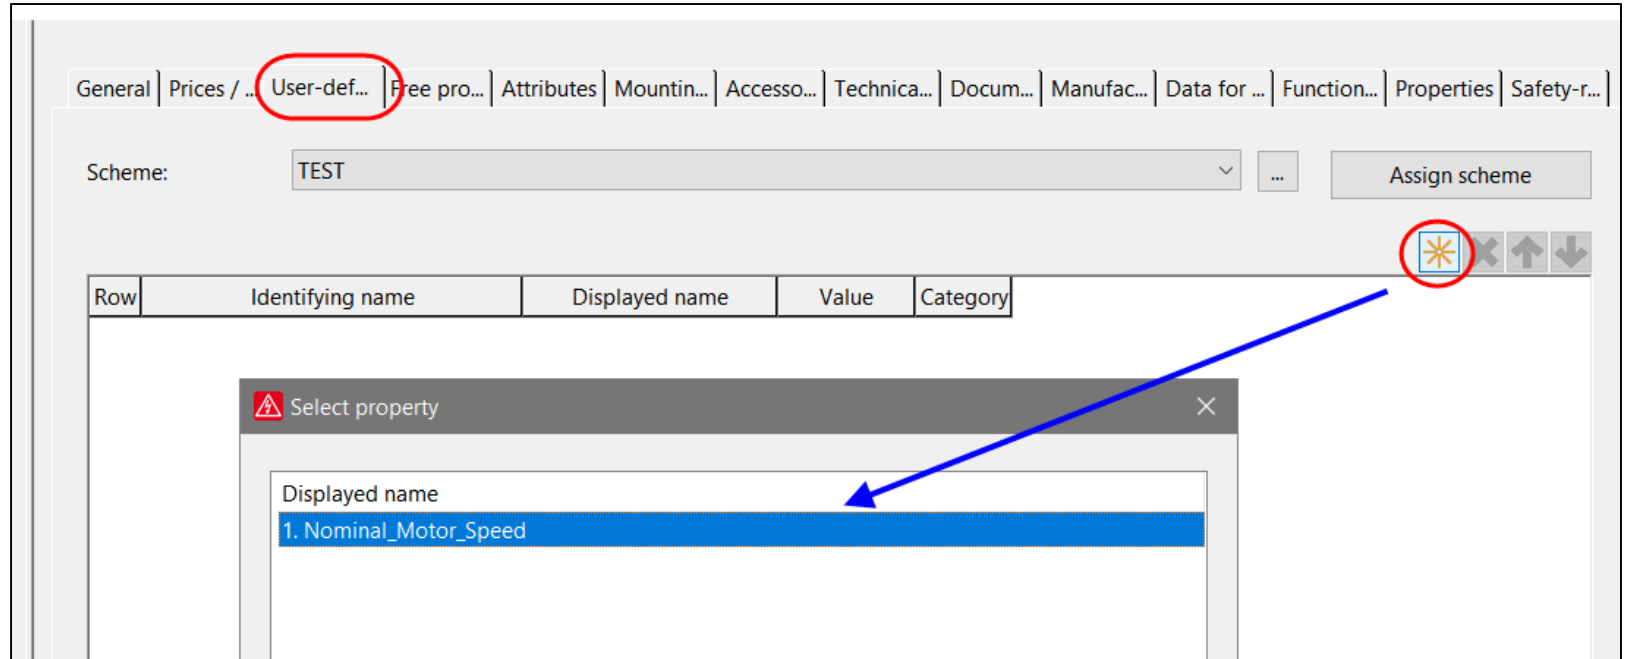 General Prices / ... User-def... Free pro... Attributes Mountin... Accesso... Technica... Docum... Manufac... Data for ... Function... Properties Safety-r...
Scheme: TEST ... Assign scheme
Row Identifying name Displayed name Value Category
Select property
Displayed name
1. Nominal_Motor_Speed